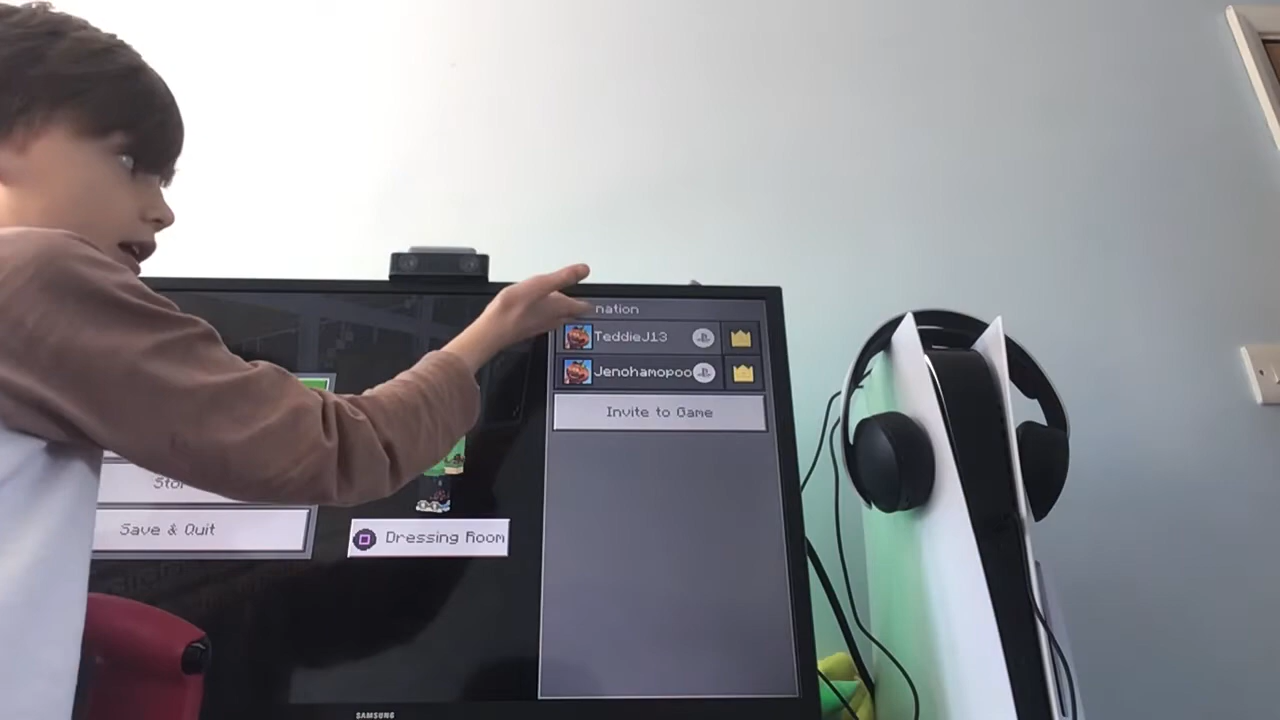 nation
TeddieJ13
Jenohamopoo
Invite to Game
Save & Quit
Dressing Room
SAMSUNG